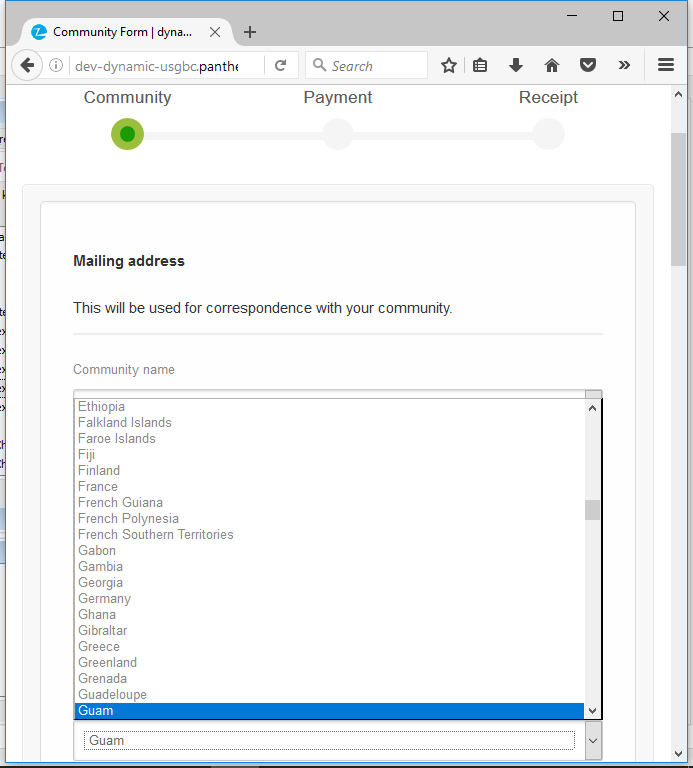 Community Form | dyna...
dev-dynamic-usgbc.panthe
Search
Community
Payment
Receipt
Mailing address
This will be used for correspondence with your community.
Community name
Ethiopia
Falkland Islands
Faroe Islands
Fiji
Finland
France
French Guiana
French Polynesia
French Southern Territories
Gabon
Gambia
Georgia
Germany
Ghana
Gibraltar
Greece
Greenland
Grenada
Guadeloupe
Guam
Guam